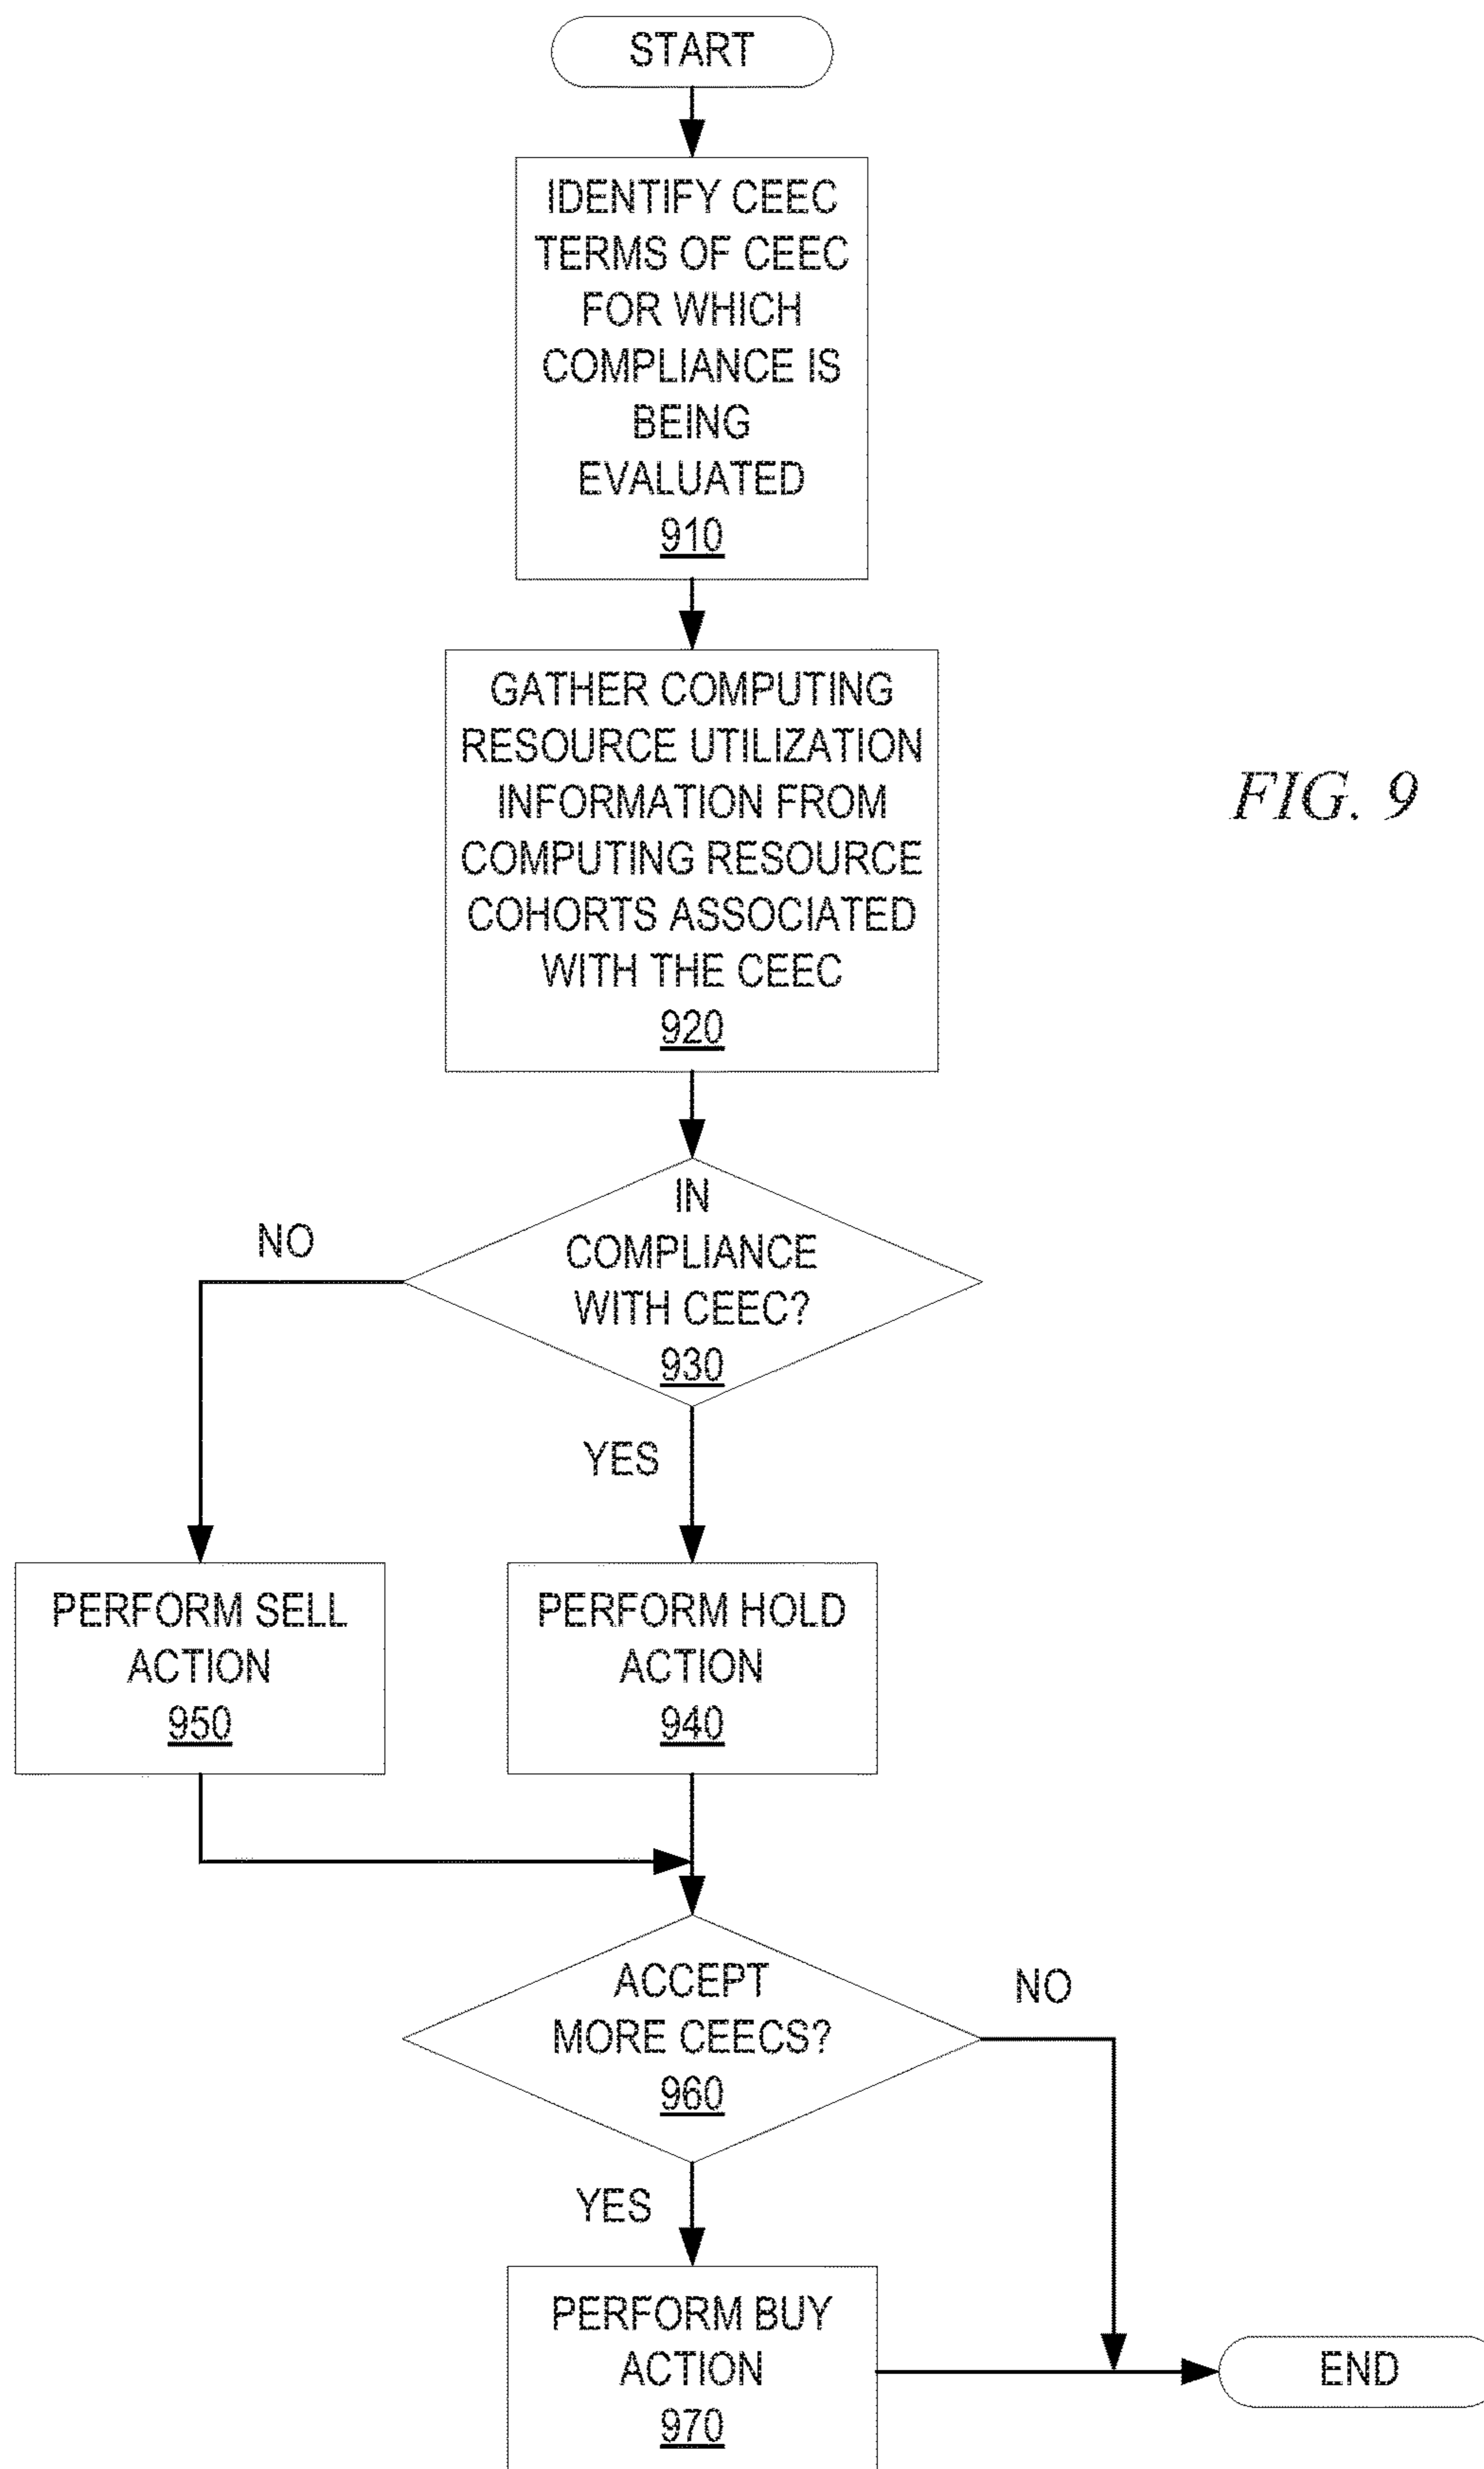 START
IDENTIFY CEEC
TERMS OF CEEC
FOR WHICH
COMPLIANCE IS
BEING
EVALUATED
910
GATHER COMPUTING
RESOURCE UTILIZATION
INFORMATION FROM
COMPUTING RESOURCE
COHORTS ASSOCIATED
WITH THE CEEC
920
FIG. 9
IN
COMPLIANCE
WITH CEEC?
930
NO
YES
PERFORM SELL
ACTION
950
PERFORM HOLD
ACTION
940
ACCEPT
MORE CEECS?
960
NO
YES
PERFORM BUY
ACTION
970
END